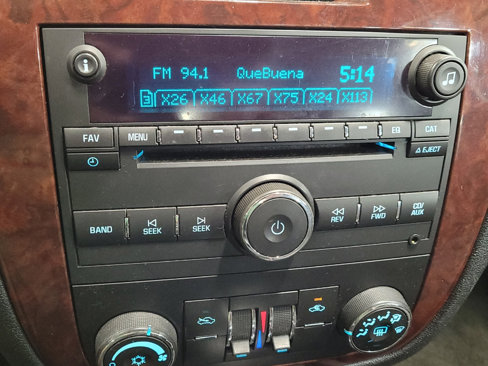 FM 94.1 QueBuena 5:14
3 X26 X46 X67 X75 X24 X113
FAV MENU EQ CAT
EJECT
BAND SEEK SEEK REV FWD CD/AUX